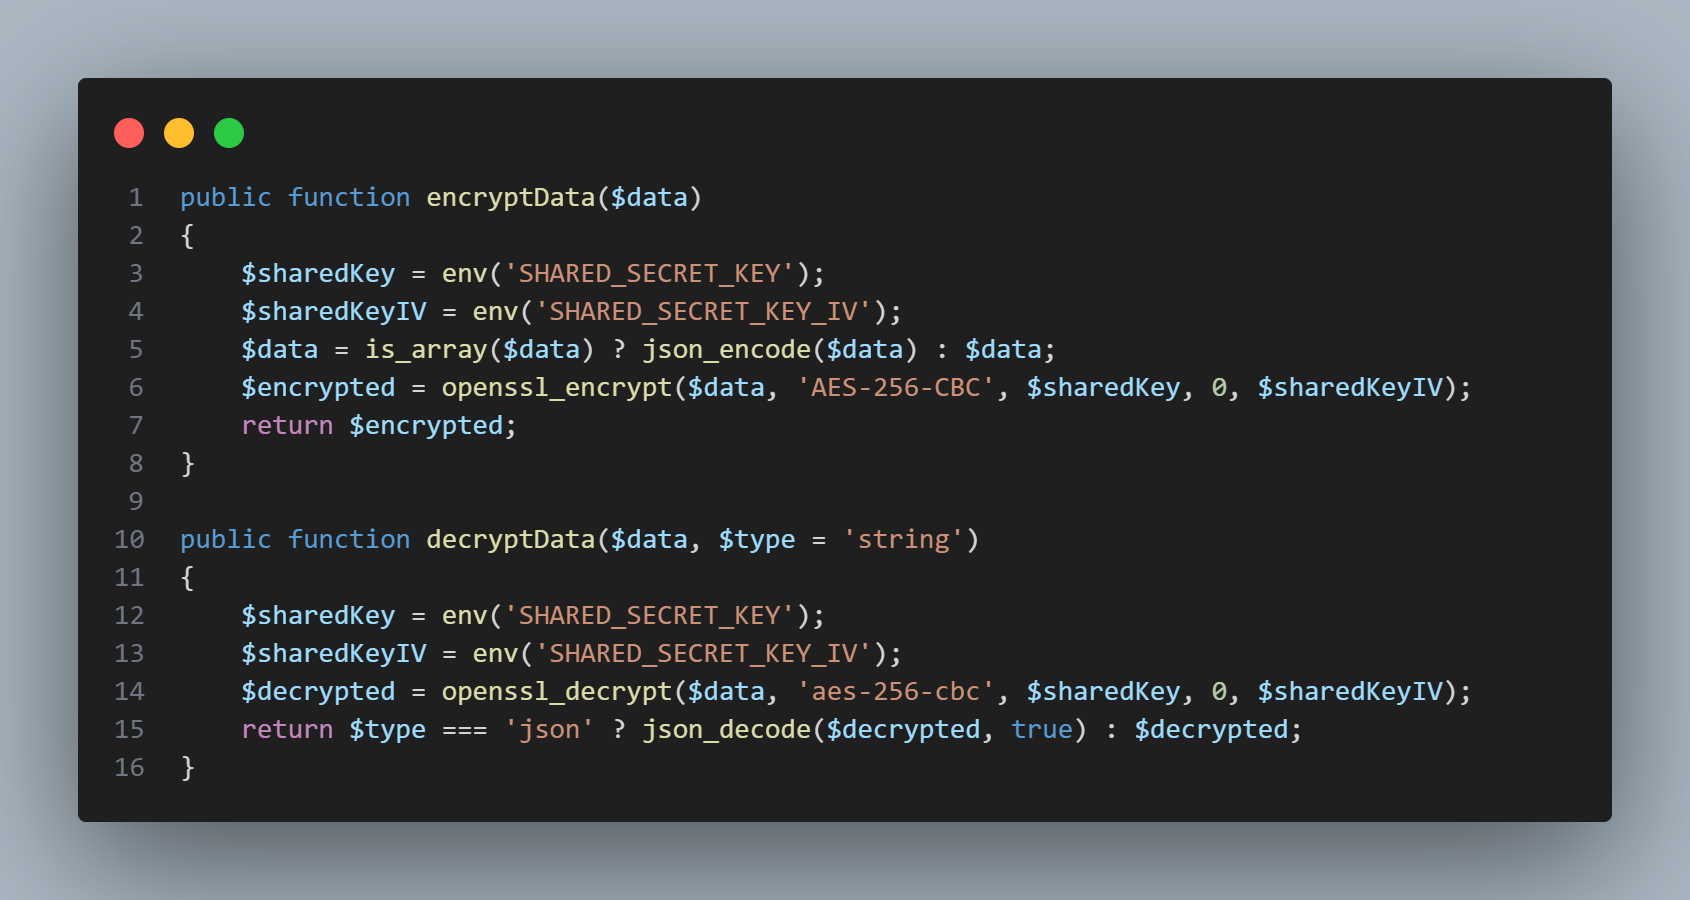 1 public function encryptData($data)
2 {
3     $sharedKey = env('SHARED_SECRET_KEY');
4     $sharedKeyIV = env('SHARED_SECRET_KEY_IV');
5     $data = is_array($data) ? json_encode($data) : $data;
6     $encrypted = openssl_encrypt($data, 'AES-256-CBC', $sharedKey, 0, $sharedKeyIV);
7     return $encrypted;
8 }
9
10 public function decryptData($data, $type = 'string')
11 {
12     $sharedKey = env('SHARED_SECRET_KEY');
13     $sharedKeyIV = env('SHARED_SECRET_KEY_IV');
14     $decrypted = openssl_decrypt($data, 'aes-256-cbc', $sharedKey, 0, $sharedKeyIV);
15     return $type === 'json' ? json_decode($decrypted, true) : $decrypted;
16 }